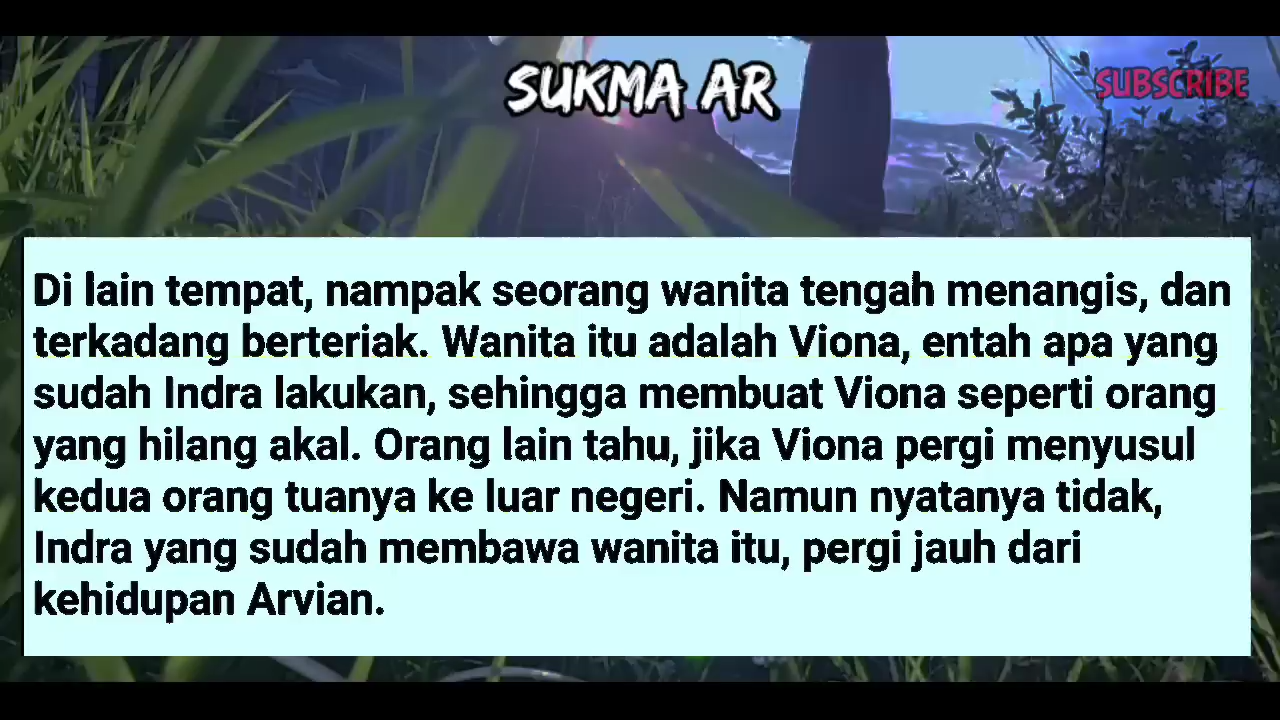 SUKMA AR
SUBSCRIBE
Di lain tempat, nampak seorang wanita tengah menangis, dan
terkadang berteriak. Wanita itu adalah Viona, entah apa yang
sudah Indra lakukan, sehingga membuat Viona seperti orang
yang hilang akal. Orang lain tahu, jika Viona pergi menyusul
kedua orang tuanya ke luar negeri. Namun nyatanya tidak,
Indra yang sudah membawa wanita itu, pergi jauh dari
kehidupan Arvian.